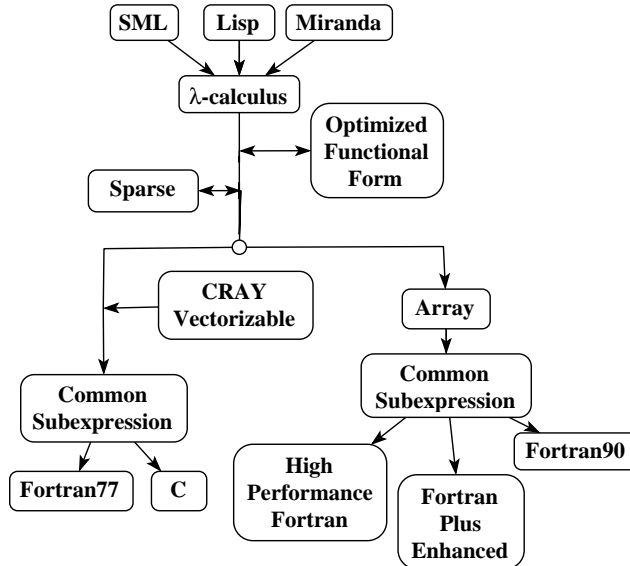 SML
Lisp
Miranda
λ-calculus
Optimized
Functional
Form
Sparse
CRAY
Vectorizable
Array
Common
Subexpression
Common
Subexpression
Fortran77
C
High
Performance
Fortran
Fortran
Plus
Enhanced
Fortran90